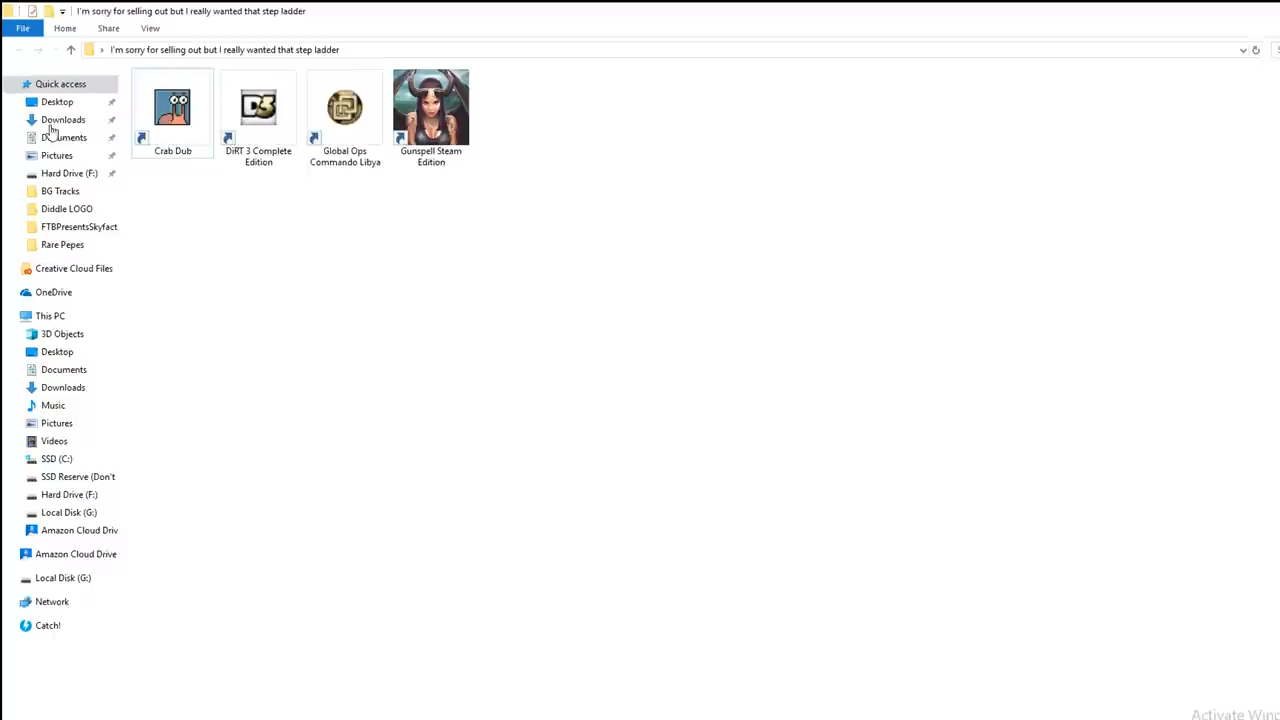 I'm sorry for selling out but I really wanted that step ladder
File Home Share View
I'm sorry for selling out but I really wanted that step ladder
Quick access
Desktop
Downloads
Documents
Pictures
Hard Drive (F:)
BG Tracks
Diddle LOGO
FTBPresentsSkyfact
Rare Pepes
Creative Cloud Files
OneDrive
This PC
3D Objects
Desktop
Documents
Downloads
Music
Pictures
Videos
SSD (C:)
SSD Reserve (Don't
Hard Drive (F:)
Local Disk (G:)
Amazon Cloud Driv
Amazon Cloud Drive
Local Disk (G:)
Network
Catch!
Crab Dub
D3
DiRT 3 Complete
Edition
Global Ops
Commando Libya
Gunspell Steam
Edition
Activate Winc